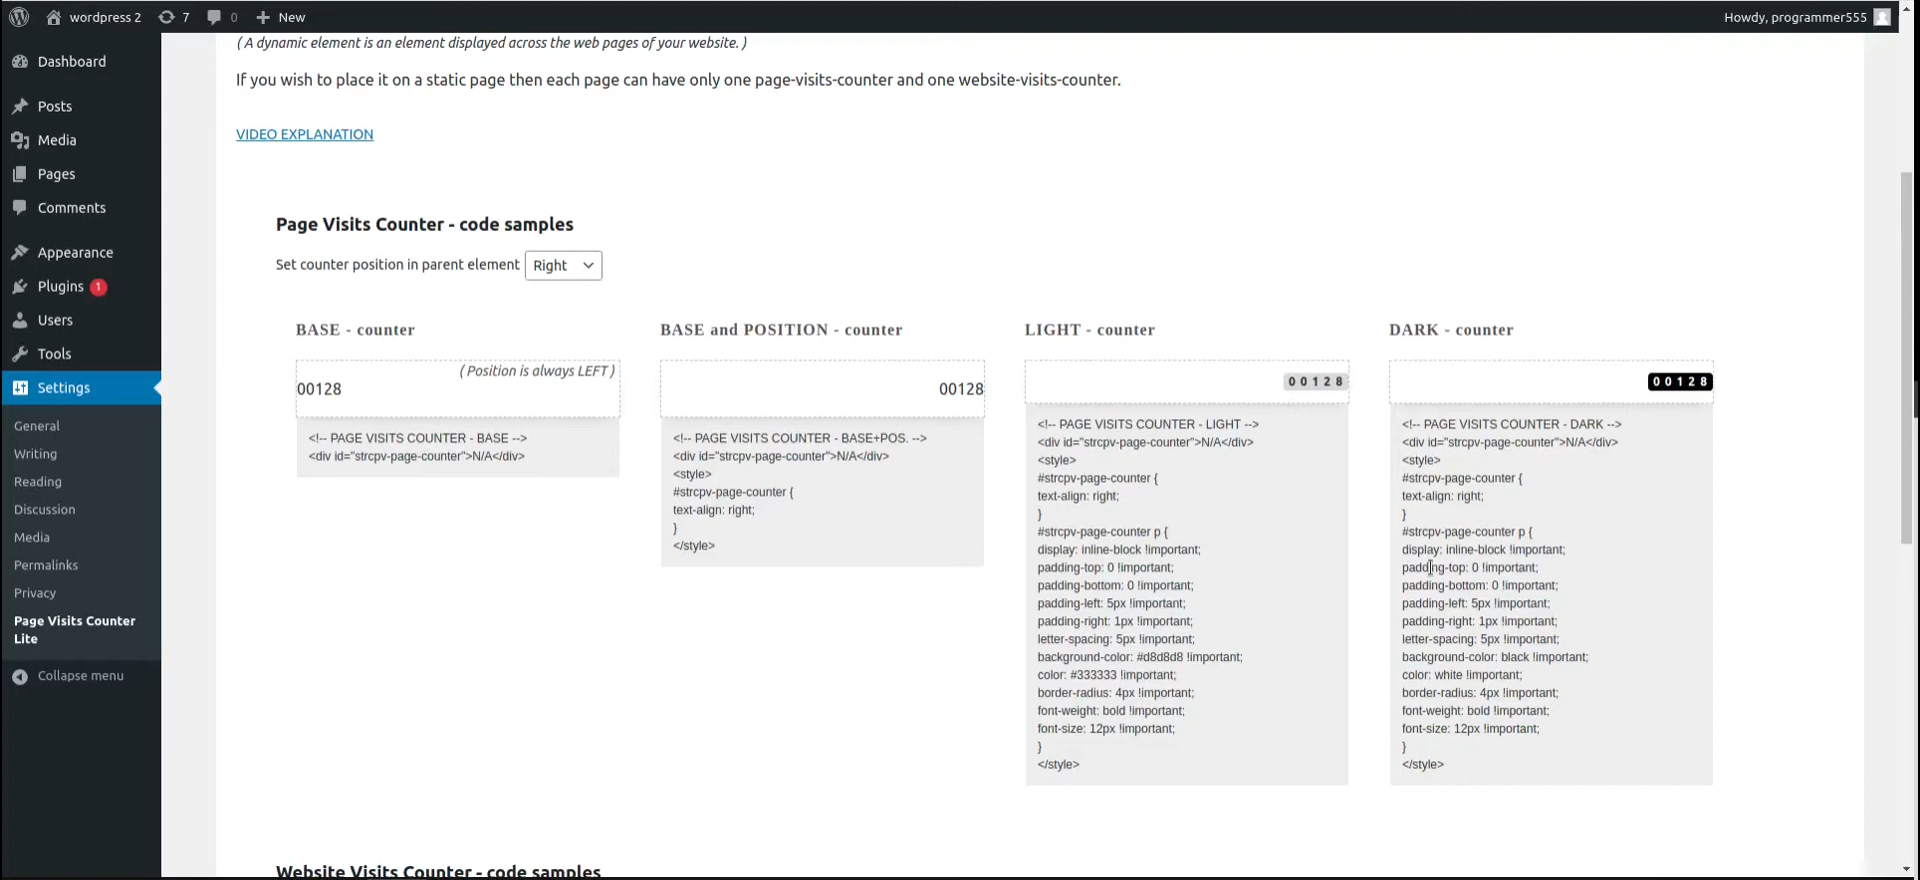 wordpress 2
7
0
New
Howdy, programmer555
Dashboard
Posts
Media
Pages
Comments
Appearance
Plugins 1
Users
Tools
Settings
General
Writing
Reading
Discussion
Media
Permalinks
Privacy
Page Visits Counter
Lite
Collapse menu
( A dynamic element is an element displayed across the web pages of your website. )
If you wish to place it on a static page then each page can have only one page-visits-counter and one website-visits-counter.
VIDEO EXPLANATION
Page Visits Counter - code samples
Set counter position in parent element Right
BASE - counter
( Position is always LEFT )
00128
<!-- PAGE VISITS COUNTER - BASE -->
<div id="strcpv-page-counter">N/A</div>
BASE and POSITION - counter
00128
<!-- PAGE VISITS COUNTER - BASE+POS. -->
<div id="strcpv-page-counter">N/A</div>
<style>
#strcpv-page-counter {
text-align: right;
}
</style>
LIGHT - counter
00128
<!-- PAGE VISITS COUNTER - LIGHT -->
<div id="strcpv-page-counter">N/A</div>
<style>
#strcpv-page-counter {
text-align: right;
}
#strcpv-page-counter p {
display: inline-block !important;
padding-top: 0 !important;
padding-bottom: 0 !important;
padding-left: 5px !important;
padding-right: 1px !important;
letter-spacing: 5px !important;
background-color: #d8d8d8 !important;
color: #333333 !important;
border-radius: 4px !important;
font-weight: bold !important;
font-size: 12px !important;
}
</style>
DARK - counter
00128
<!-- PAGE VISITS COUNTER - DARK -->
<div id="strcpv-page-counter">N/A</div>
<style>
#strcpv-page-counter {
text-align: right;
}
#strcpv-page-counter p {
display: inline-block !important;
padding-top: 0 !important;
padding-bottom: 0 !important;
padding-left: 5px !important;
padding-right: 1px !important;
letter-spacing: 5px !important;
background-color: black !important;
color: white !important;
border-radius: 4px !important;
font-weight: bold !important;
font-size: 12px !important;
}
</style>
Website Visits Counter - code samples